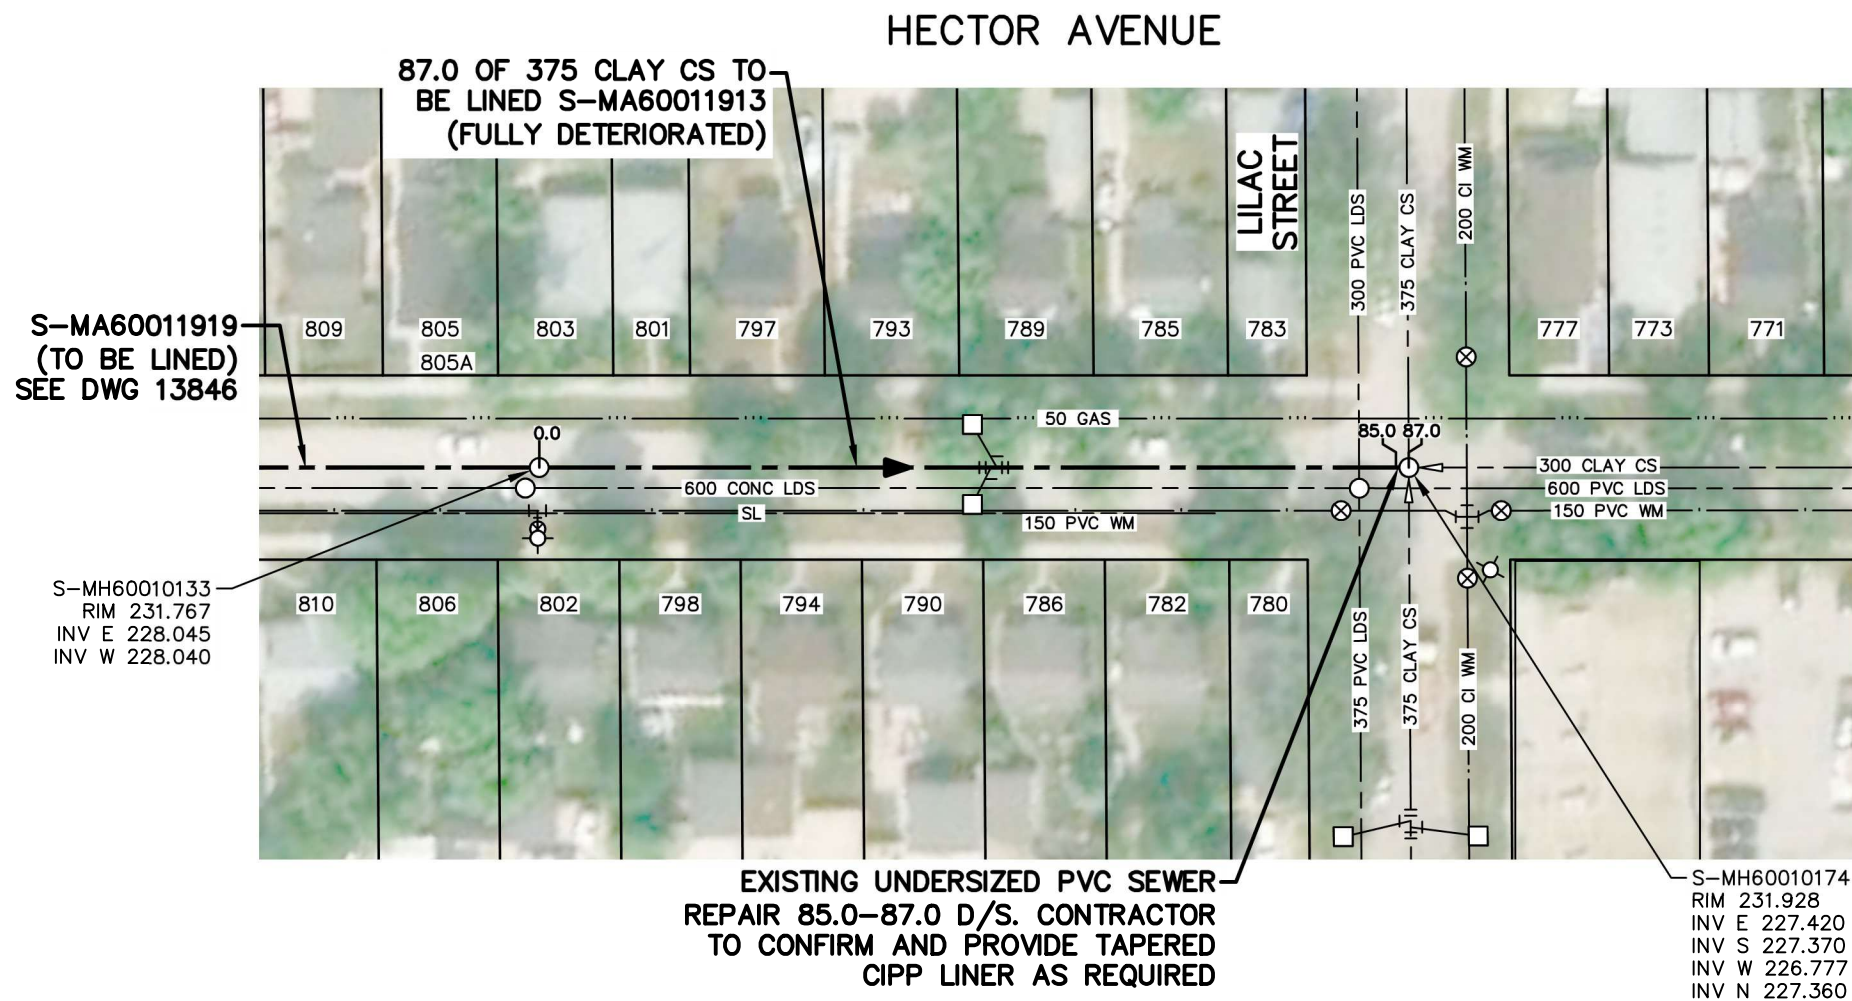 HECTOR AVENUE
87.0 OF 375 CLAY CS TO
BE LINED S-MA60011913
(FULLY DETERIORATED)
LILAC
STREET
300 PVC LDS
375 CLAY CS
200 CI WM
S-MA60011919
(TO BE LINED)
SEE DWG 13846
809
805
805A
803
801
797
793
789
785
783
777
773
771
50 GAS
0.0
85.0 87.0
300 CLAY CS
600 CONC LDS
600 PVC LDS
SL
150 PVC WM
150 PVC WM
S-MH60010133
RIM 231.767
INV E 228.045
INV W 228.040
810
806
802
798
794
790
786
782
780
375 PVC LDS
375 CLAY CS
200 CI WM
EXISTING UNDERSIZED PVC SEWER
REPAIR 85.0-87.0 D/S. CONTRACTOR
TO CONFIRM AND PROVIDE TAPERED
CIPP LINER AS REQUIRED
S-MH60010174
RIM 231.928
INV E 227.420
INV S 227.370
INV W 226.777
INV N 227.360